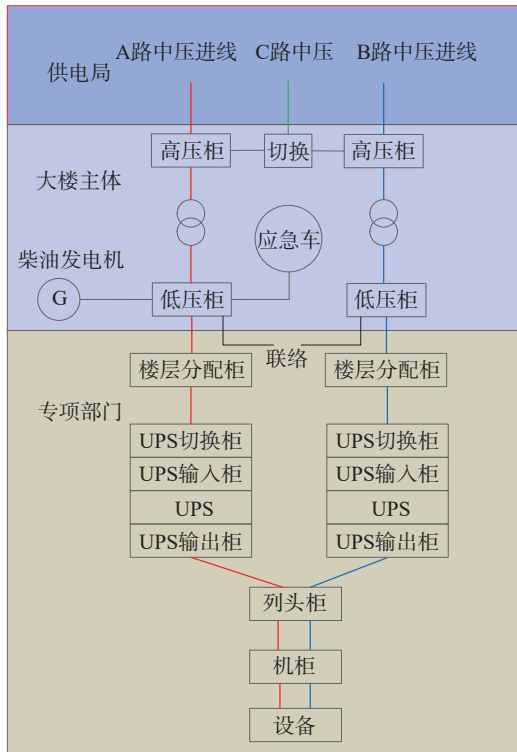 A路中压进线
C路中压
B路中压进线
供电局
高压柜
切换
高压柜
大楼主体
应急车
柴油发电机
G
低压柜
低压柜
联络
楼层分配柜
楼层分配柜
专项部门
UPS切换柜
UPS输入柜
UPS
UPS输出柜
UPS切换柜
UPS输入柜
UPS
UPS输出柜
列头柜
机柜
设备